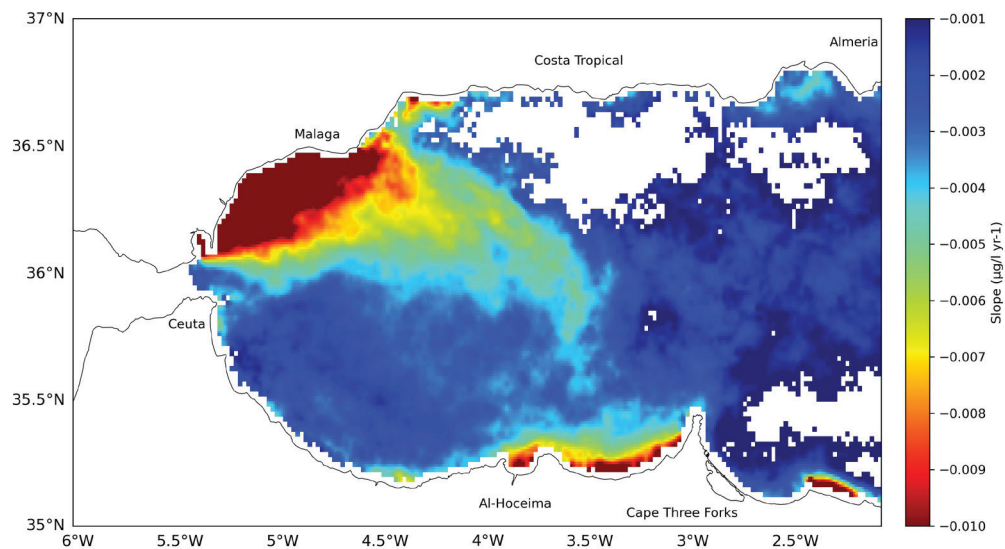 37°N
36.5°N
36°N
35.5°N
35°N
6°W
5.5°W
5°W
4.5°W
4°W
3.5°W
3°W
2.5°W
Costa Tropical
Almeria
Malaga
Ceuta
Al-Hoceima
Cape Three Forks
−0.001
−0.002
−0.003
−0.004
−0.005
−0.006
−0.007
−0.008
−0.009
−0.010
Slope (µg/l yr-1)